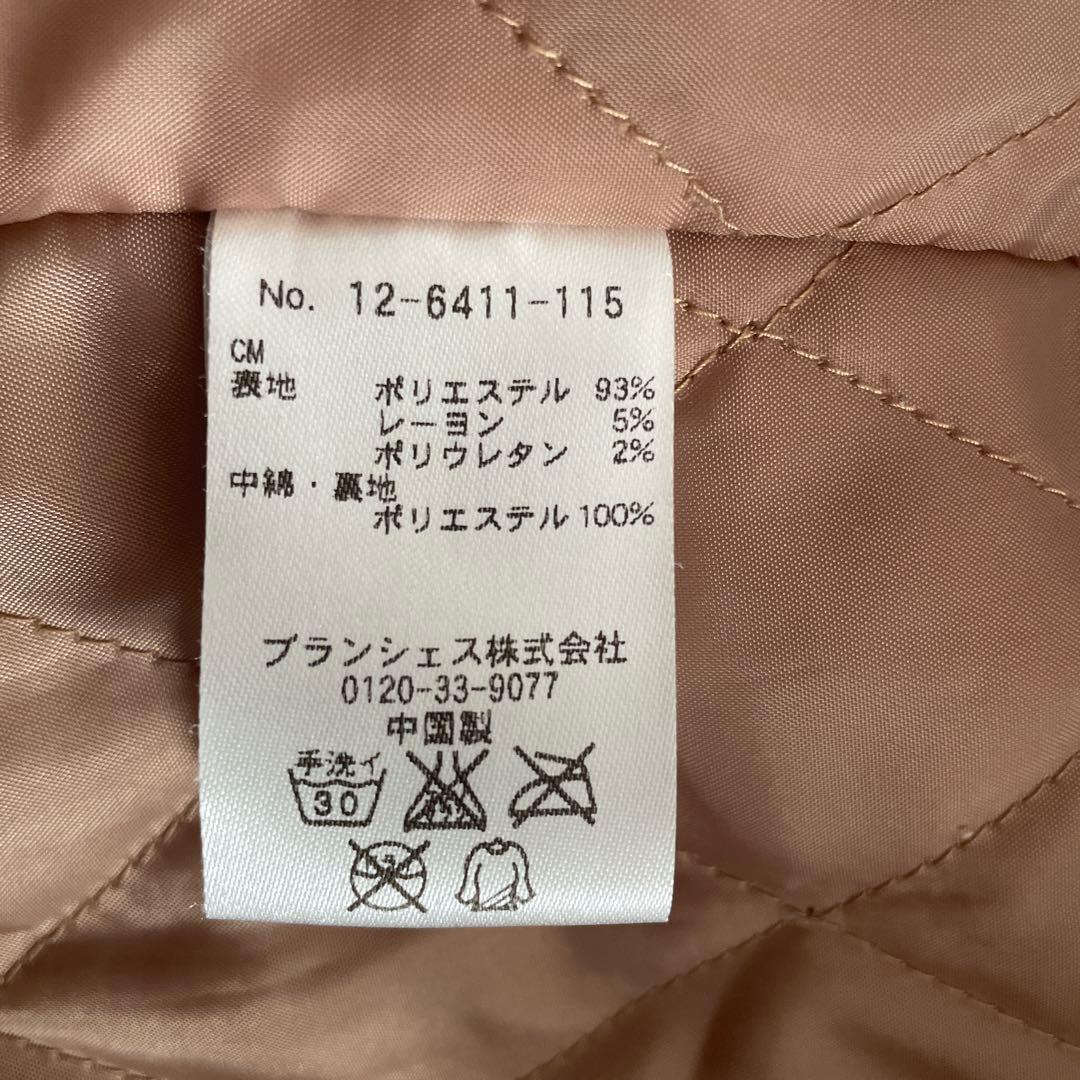 No. 12-6411-115
CM
表地 ポリエステル 93%
レーヨン 5%
ポリウレタン 2%
中綿・裏地
ポリエステル 100%
ブランシェス株式会社
0120-33-9077
中国製
手洗イ
30